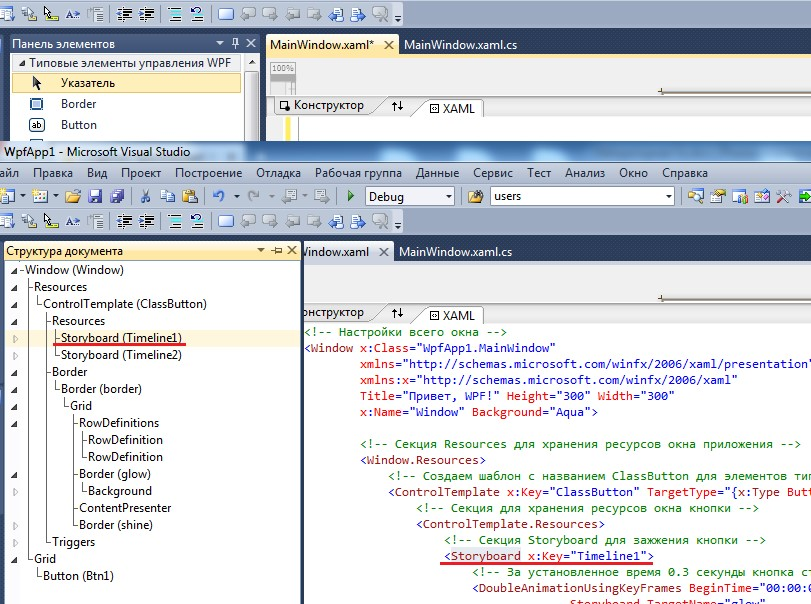 Панель элементов
MainWindow.xaml*
MainWindow.xaml.cs
Типовые элементы управления WPF
Указатель
Border
Button
100%
Конструктор
XAML
WpfApp1 - Microsoft Visual Studio
айл Правка Вид Проект Построение Отладка Рабочая группа Данные Сервис Тест Анализ Окно Справка
Debug
users
Структура документа
Window.xaml
MainWindow.xaml.cs
Window (Window)
Resources
ControlTemplate (ClassButton)
Resources
Storyboard (Timeline1)
Storyboard (Timeline2)
Border
Border (border)
Grid
RowDefinitions
RowDefinition
RowDefinition
Border (glow)
Background
ContentPresenter
Border (shine)
Triggers
Grid
Button (Btn1)
онструктор
XAML
<!-- Настройки всего окна -->
<Window x:Class="WpfApp1.MainWindow"
xmlns="http://schemas.microsoft.com/winfx/2006/xaml/presentation"
xmlns:x="http://schemas.microsoft.com/winfx/2006/xaml"
Title="Привет, WPF!" Height="300" Width="300"
x:Name="Window" Background="Aqua">
<!-- Секция Resources для хранения ресурсов окна приложения -->
<Window.Resources>
<!-- Создаем шаблон с названием ClassButton для элементов тип
<ControlTemplate x:Key="ClassButton" TargetType="{x:Type Butt
<!-- Секция для хранения ресурсов окна кнопки -->
<ControlTemplate.Resources>
<!-- Секция Storyboard для зажжения кнопки -->
<Storyboard x:Key="Timeline1">
<!-- За установленное время 0.3 секунды кнопка ст
<DoubleAnimationUsingKeyFrames BeginTime="00:00:0
Storyboard.TargetName="glow"